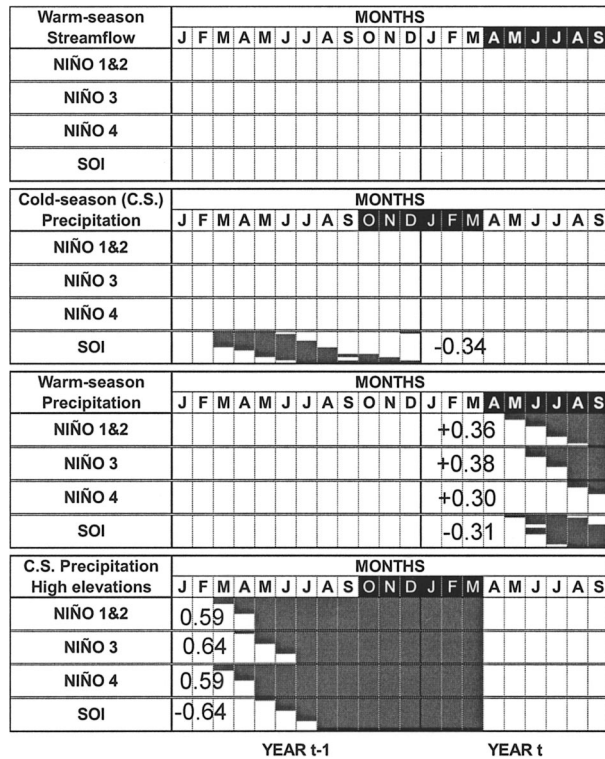 Warm-season MONTHS
Streamflow J F M A M J J A S O N D J F M A M J J A S
NIÑO 1&2
NIÑO 3
NIÑO 4
SOI
Cold-season (C.S.) MONTHS
Precipitation J F M A M J J A S O N D J F M A M J J A S
NIÑO 1&2
NIÑO 3
NIÑO 4
SOI -0.34
Warm-season MONTHS
Precipitation J F M A M J J A S O N D J F M A M J J A S
NIÑO 1&2 +0.36
NIÑO 3 +0.38
NIÑO 4 +0.30
SOI -0.31
C.S. Precipitation MONTHS
High elevations J F M A M J J A S O N D J F M A M J J A S
NIÑO 1&2 0.59
NIÑO 3 0.64
NIÑO 4 0.59
SOI -0.64
YEAR t-1 YEAR t